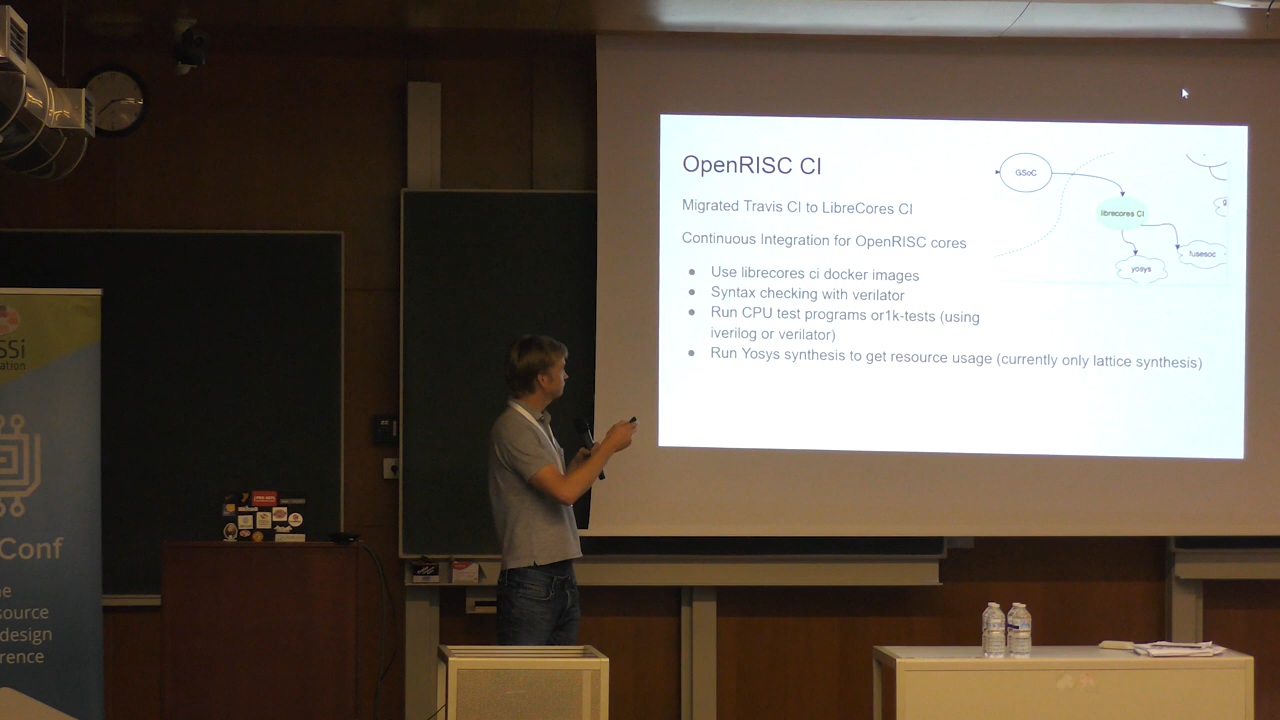 OpenRISC CI
Migrated Travis CI to LibreCores CI
Continuous Integration for OpenRISC cores
● Use librecores ci docker images
● Syntax checking with verilator
● Run CPU test programs or1k-tests (using
iverilog or verilator)
● Run Yosys synthesis to get resource usage (currently only lattice synthesis)
GSoC
librecores CI
fusesoc
yosys
SSi
ation
Conf
source
design
rence